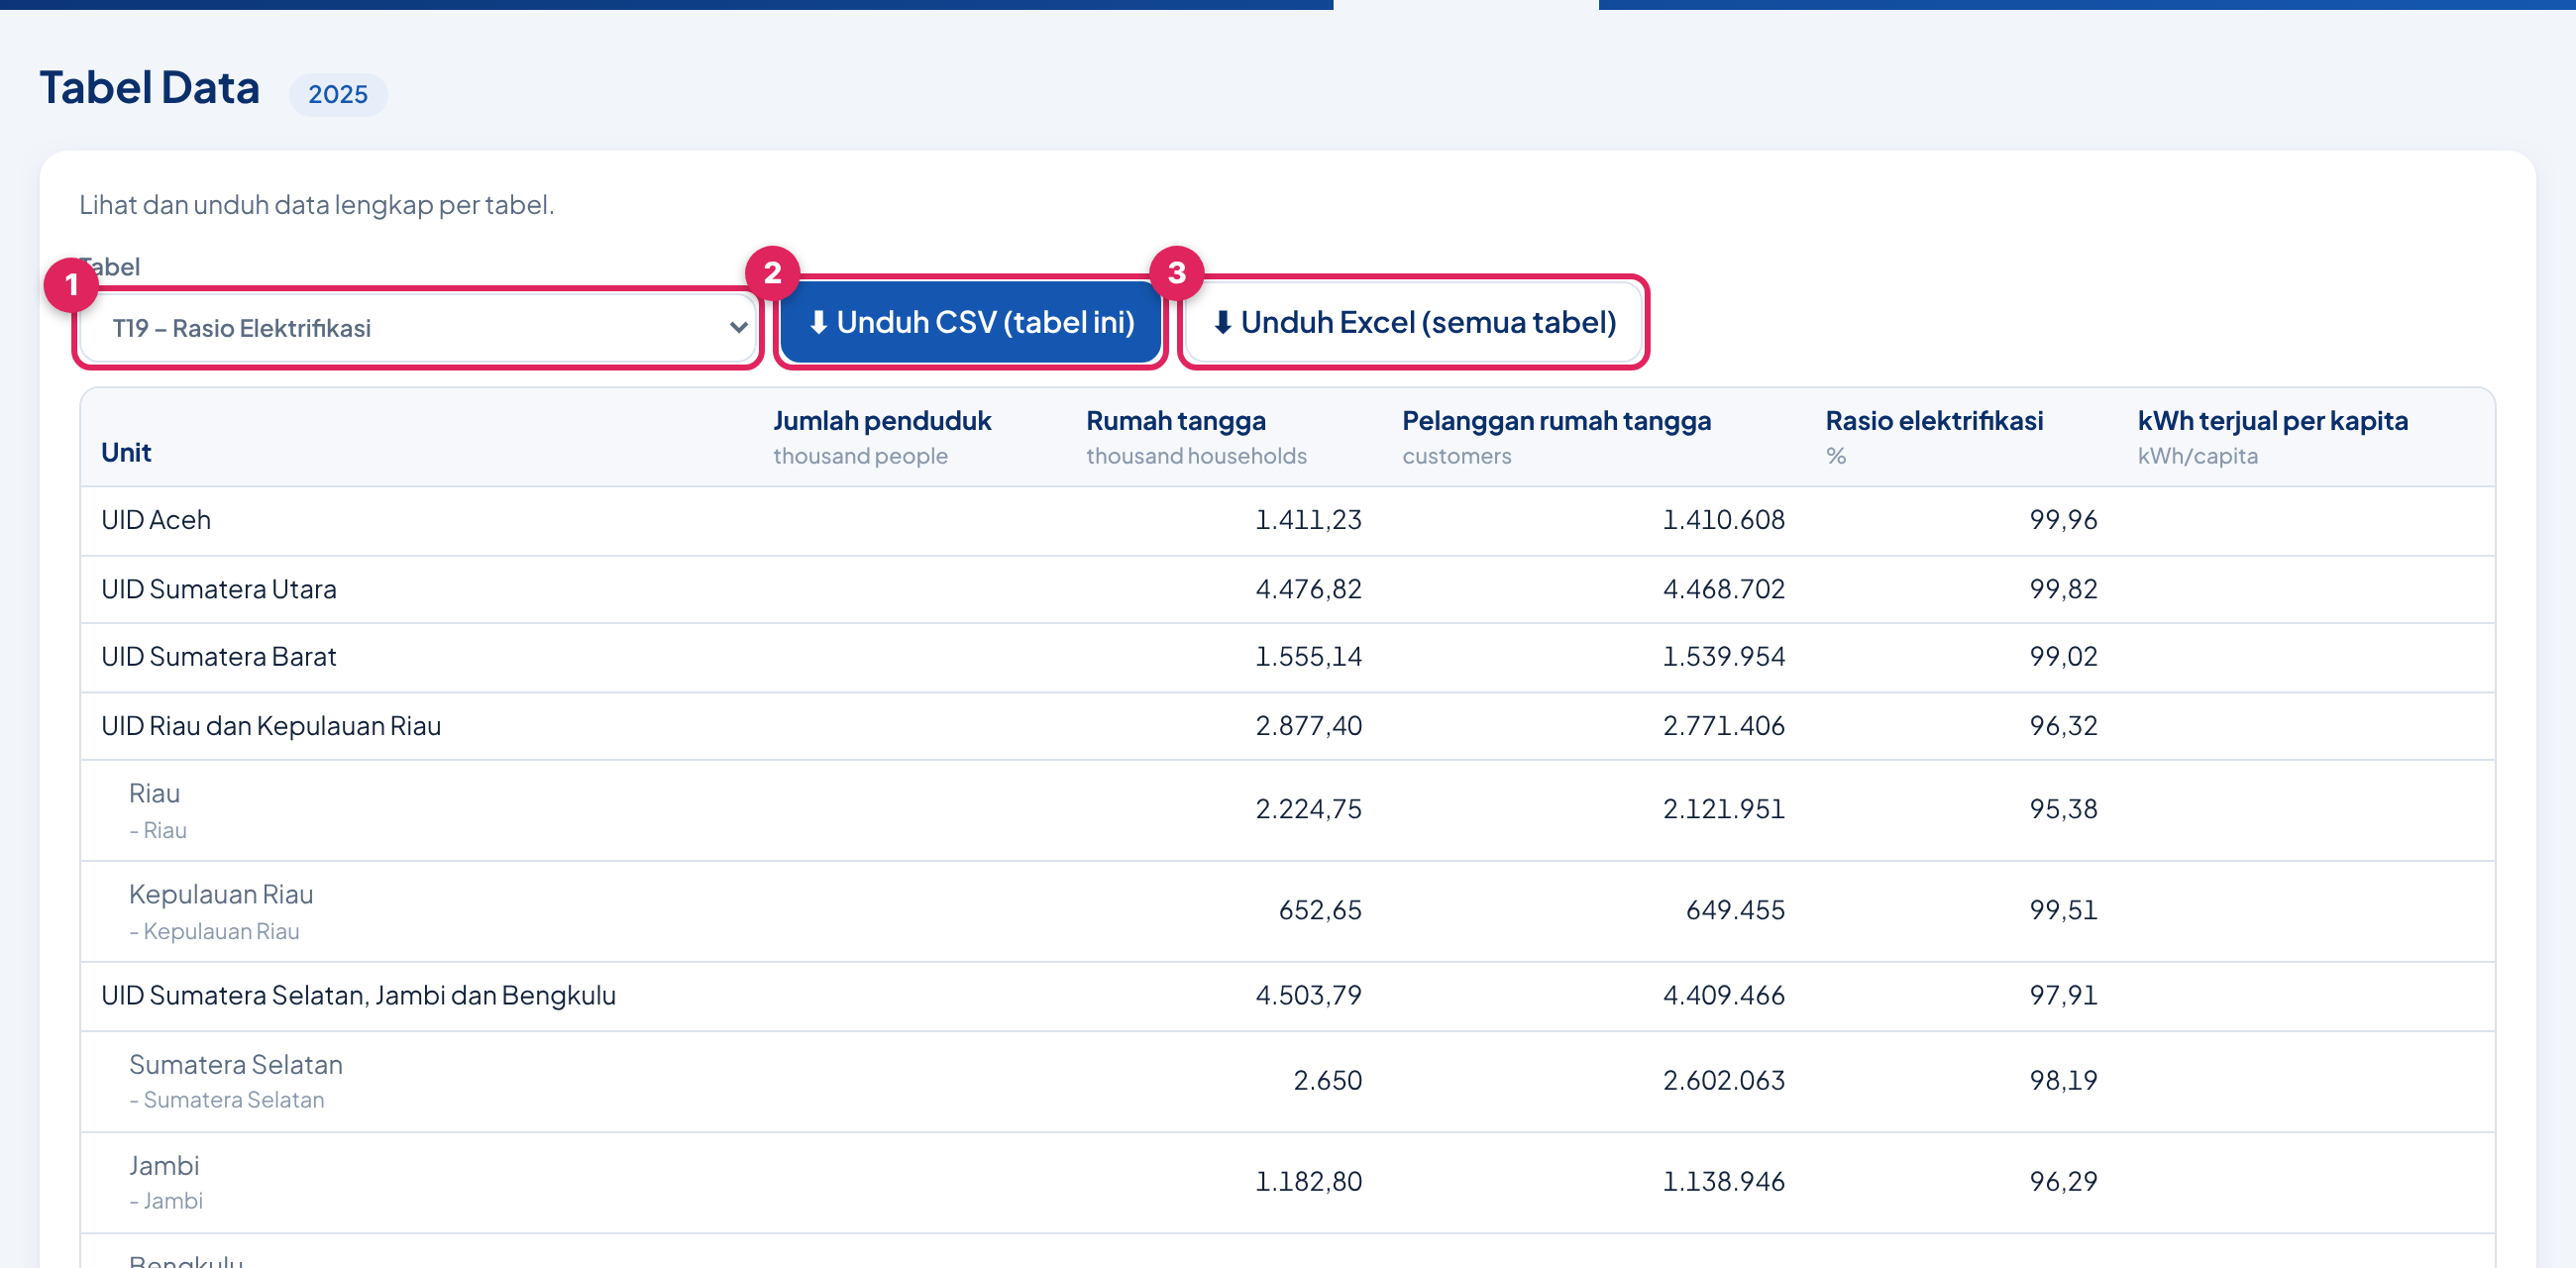 Tabel Data 2025
Lihat dan unduh data lengkap per tabel.
Tabel
1 2 3
T19 – Rasio Elektrifikasi ⬇ Unduh CSV (tabel ini) ⬇ Unduh Excel (semua tabel)
Unit Jumlah penduduk Rumah tangga Pelanggan rumah tangga Rasio elektrifikasi kWh terjual per kapita
thousand people thousand households customers % kWh/capita
UID Aceh 1.411,23 1.410.608 99,96
UID Sumatera Utara 4.476,82 4.468.702 99,82
UID Sumatera Barat 1.555,14 1.539.954 99,02
UID Riau dan Kepulauan Riau 2.877,40 2.771.406 96,32
Riau 2.224,75 2.121.951 95,38
- Riau
Kepulauan Riau 652,65 649.455 99,51
- Kepulauan Riau
UID Sumatera Selatan, Jambi dan Bengkulu 4.503,79 4.409.466 97,91
Sumatera Selatan 2.650 2.602.063 98,19
- Sumatera Selatan
Jambi 1.182,80 1.138.946 96,29
- Jambi
Bengkulu